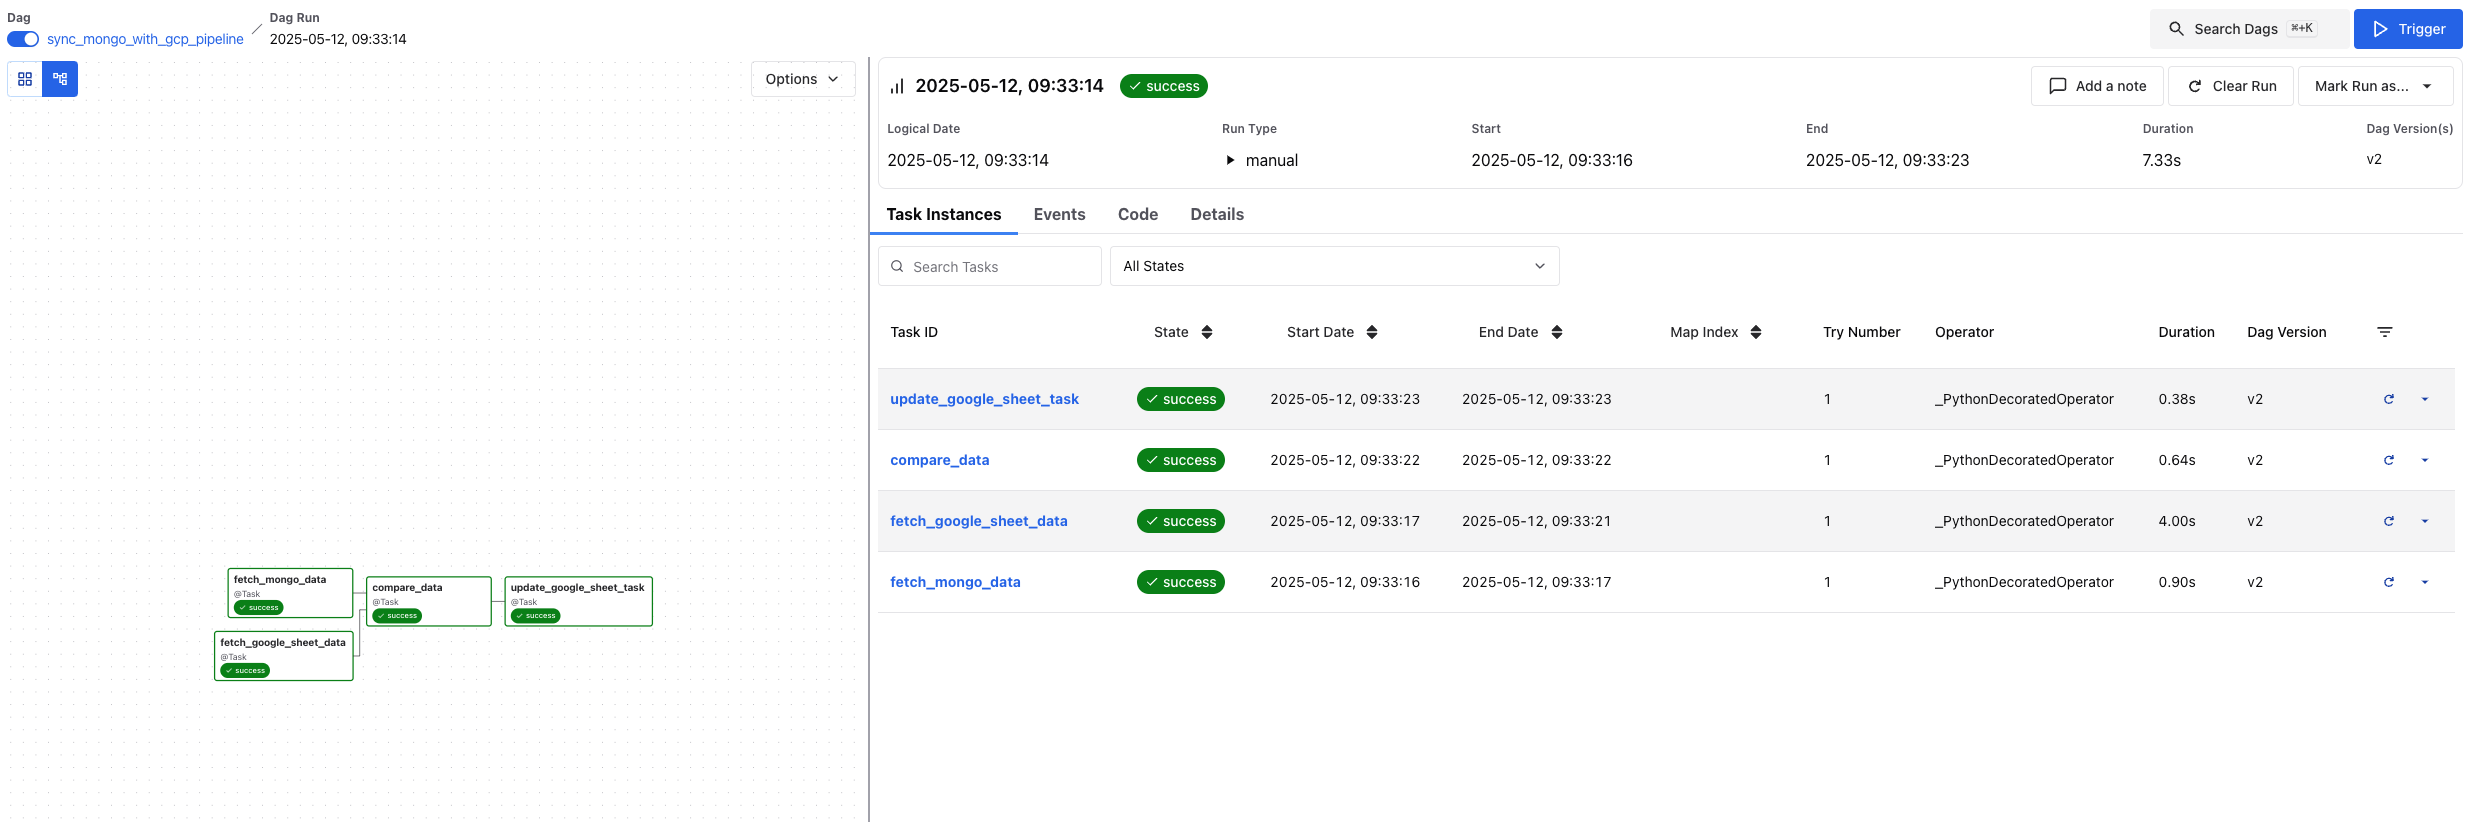 Dag
sync_mongo_with_gcp_pipeline
Dag Run
2025-05-12, 09:33:14
Search Dags ⌘+K
Trigger
Options
2025-05-12, 09:33:14 success
Add a note
Clear Run
Mark Run as...
Logical Date Run Type Start End Duration Dag Version(s)
2025-05-12, 09:33:14 manual 2025-05-12, 09:33:16 2025-05-12, 09:33:23 7.33s v2
Task Instances Events Code Details
Search Tasks All States
Task ID State Start Date End Date Map Index Try Number Operator Duration Dag Version
update_google_sheet_task success 2025-05-12, 09:33:23 2025-05-12, 09:33:23 1 _PythonDecoratedOperator 0.38s v2
compare_data success 2025-05-12, 09:33:22 2025-05-12, 09:33:22 1 _PythonDecoratedOperator 0.64s v2
fetch_google_sheet_data success 2025-05-12, 09:33:17 2025-05-12, 09:33:21 1 _PythonDecoratedOperator 4.00s v2
fetch_mongo_data success 2025-05-12, 09:33:16 2025-05-12, 09:33:17 1 _PythonDecoratedOperator 0.90s v2
fetch_mongo_data
@Task
success
compare_data
@Task
success
update_google_sheet_task
@Task
success
fetch_google_sheet_data
@Task
success